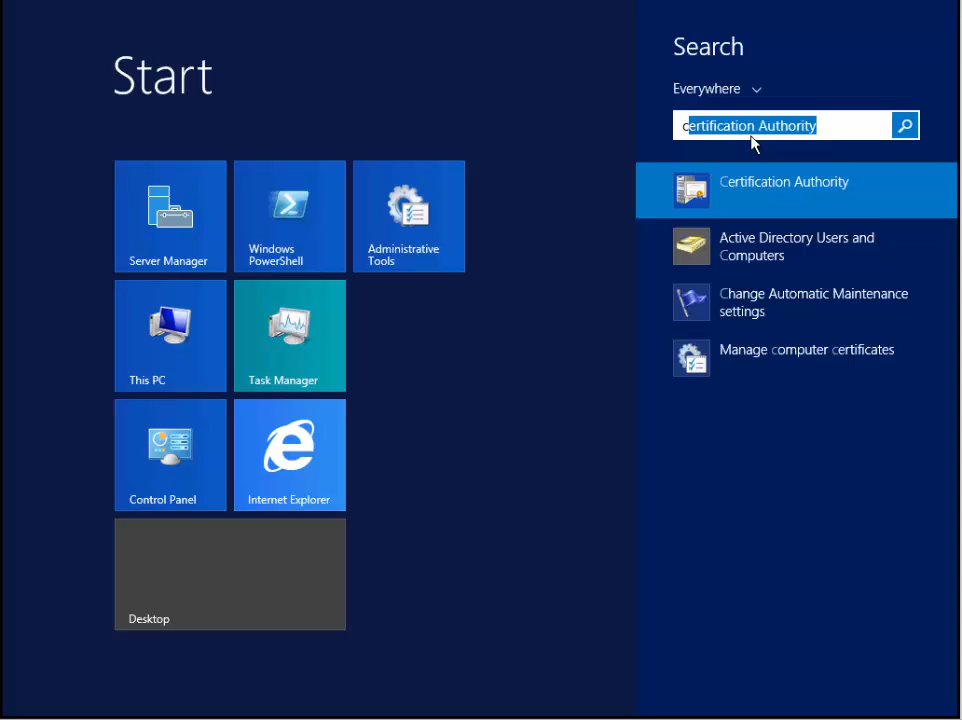 Start
Server Manager
Windows
PowerShell
Administrative
Tools
This PC
Task Manager
Control Panel
Internet Explorer
Desktop
Search
Everywhere
certification Authority
Certification Authority
Active Directory Users and
Computers
Change Automatic Maintenance
settings
Manage computer certificates